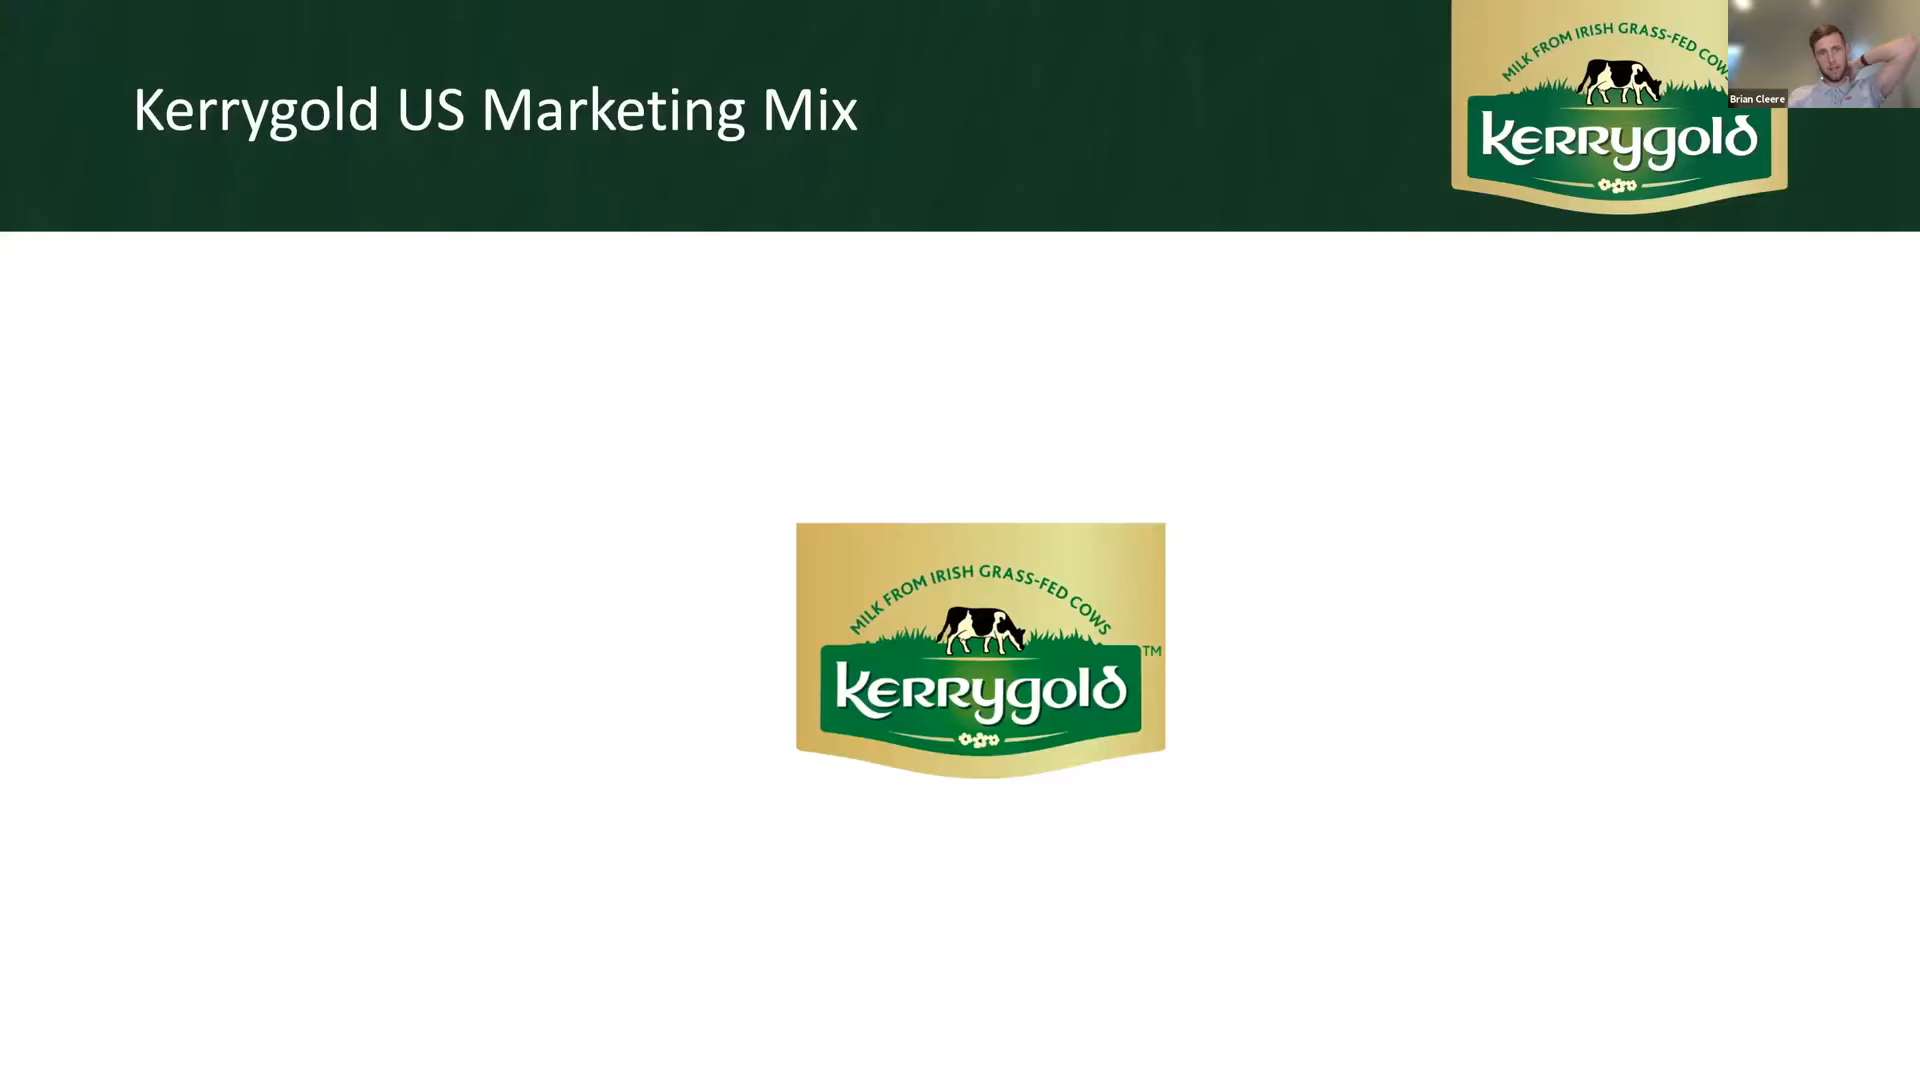 Kerrygold US Marketing Mix
MILK FROM IRISH GRASS-FED COWS
Kerrygold
Brian Cleere
MILK FROM IRISH GRASS-FED COWS
Kerrygold
TM